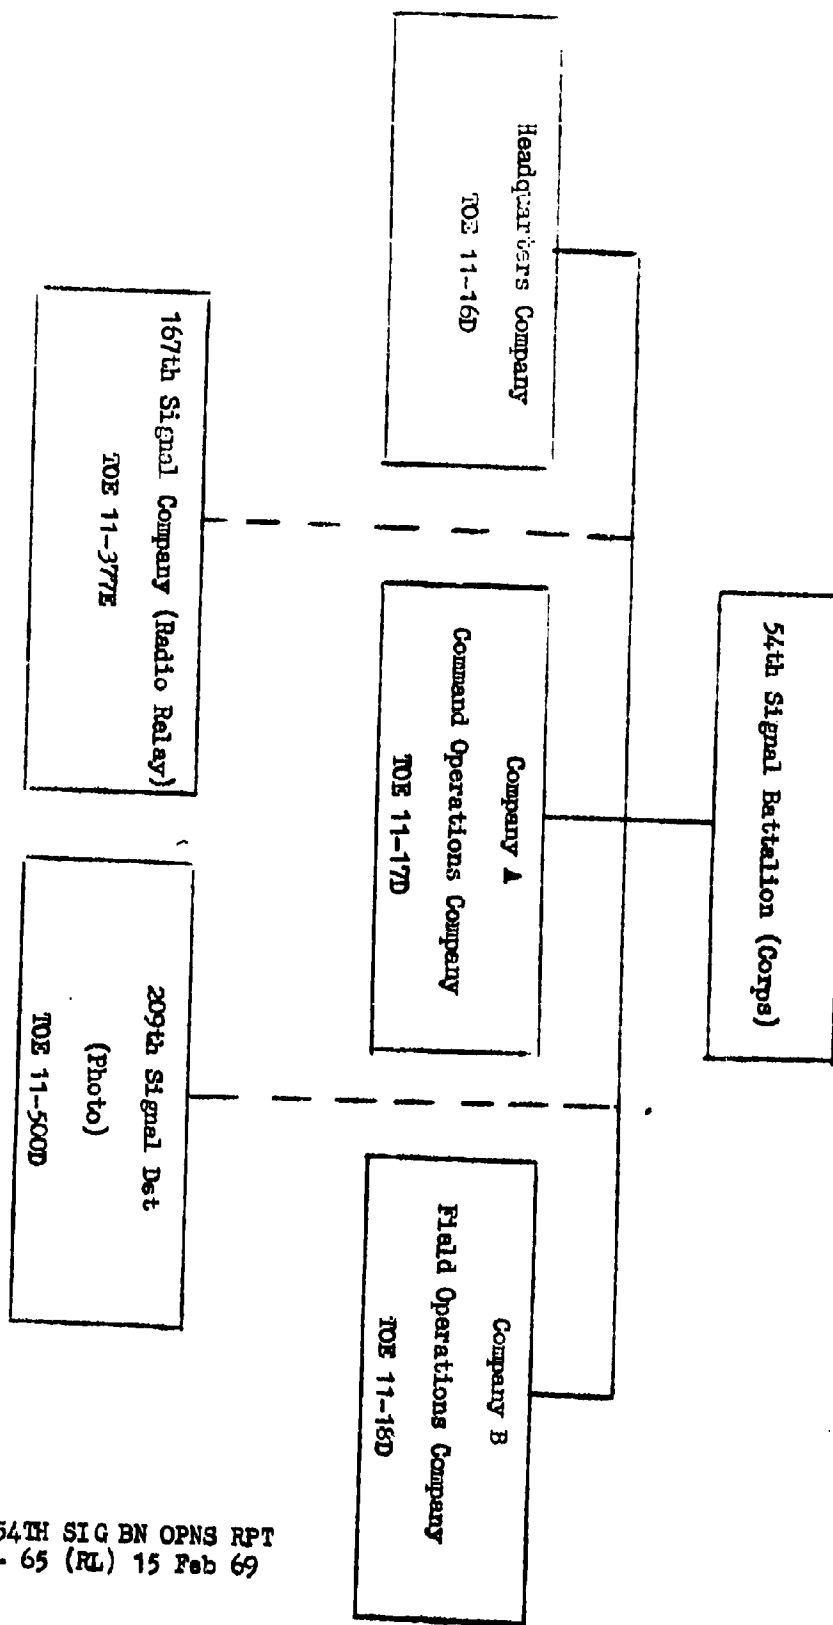 54th Signal Battalion (Corps)
Headquarters Company
TOE 11-16D
Company A
Command Operations Company
TOE 11-17D
Company B
Field Operations Company
TOE 11-18D
167th Signal Company (Radio Relay)
TOE 11-377E
209th Signal Det
(Photo)
TOE 11-500D
54TH SIG BN OPNS RPT
- 65 (RL) 15 Feb 69